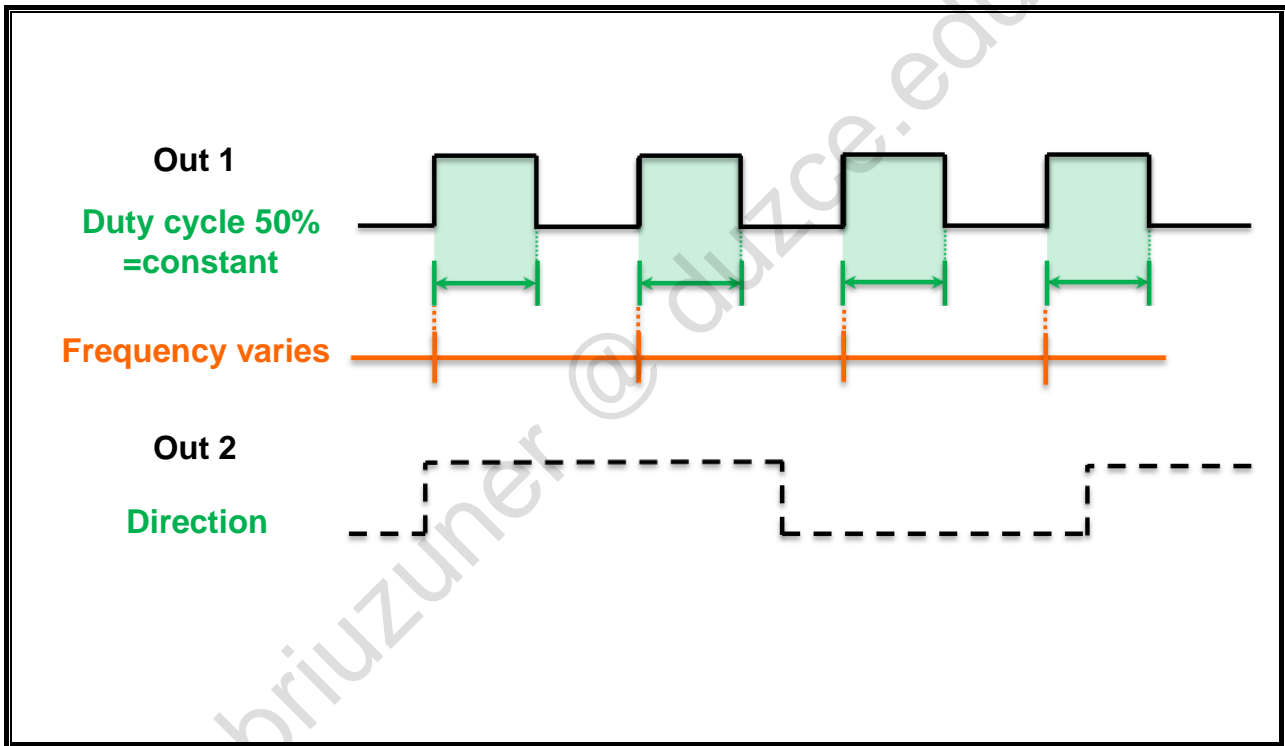 Out 1
Duty cycle 50%
=constant
Frequency varies
Out 2
Direction
briuzuner @ duzce.edu